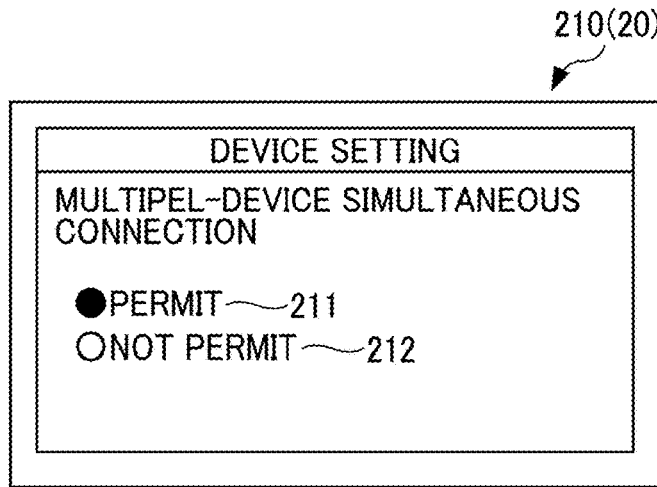 210(20)
DEVICE SETTING
MULTIPEL-DEVICE SIMULTANEOUS
CONNECTION
●PERMIT 211
○NOT PERMIT 212